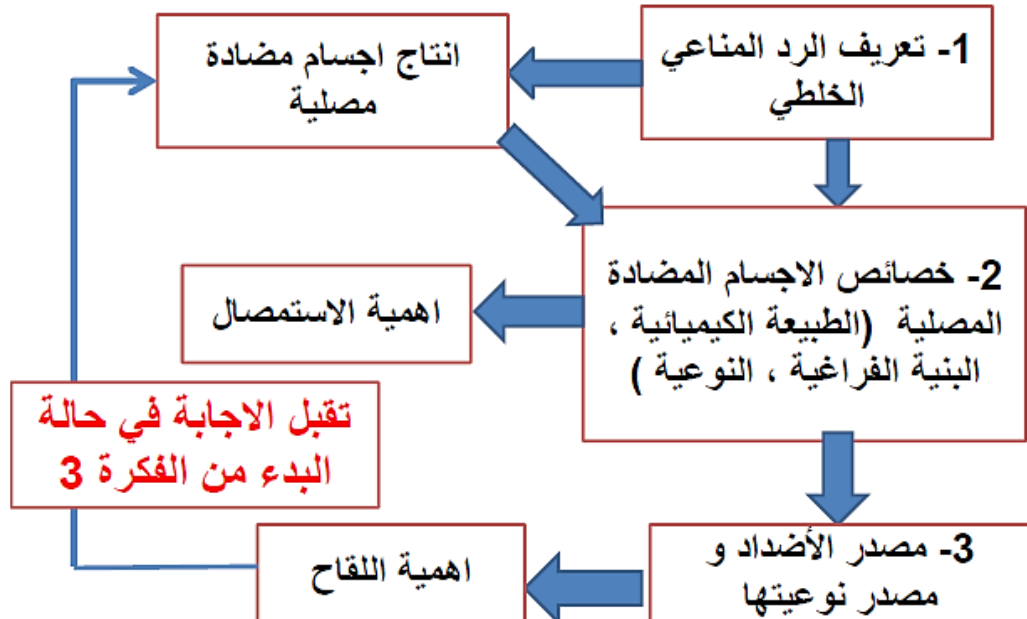 1- تعريف الرد المناعي
الخلطي
انتاج اجسام مضادة
مصلية
2- خصائص الاجسام المضادة
المصلية (الطبيعة الكيميائية ،
البنية الفراغية ، النوعية )
اهمية الاستمصال
تقبل الاجابة في حالة
البدء من الفكرة 3
3- مصدر الأضداد و
مصدر نوعيتها
اهمية اللقاح